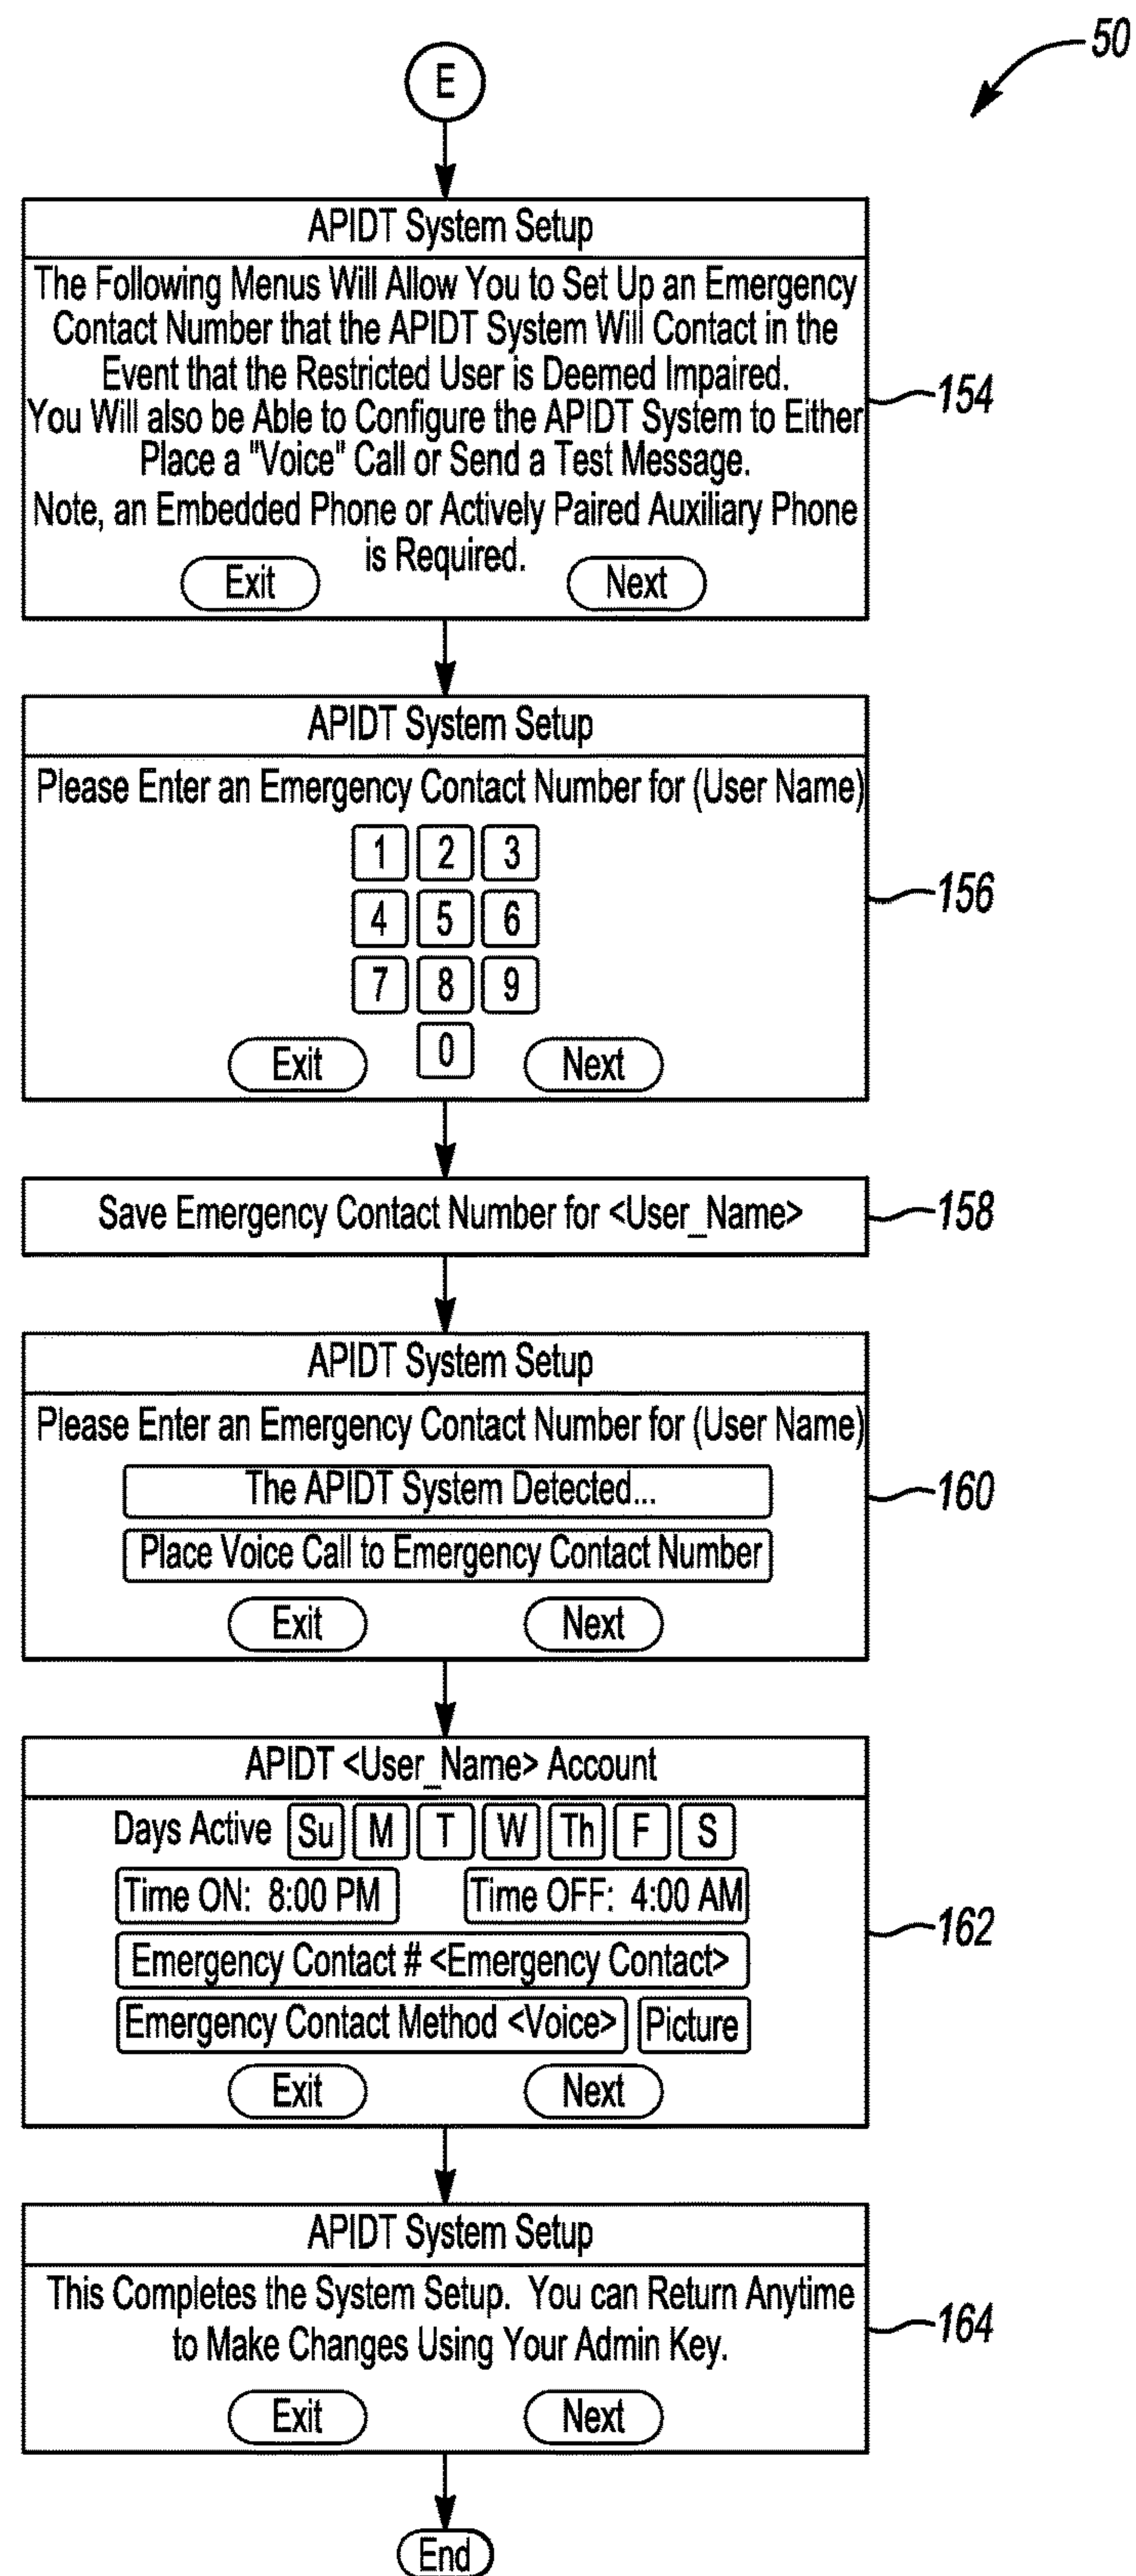 50
E
APIDT System Setup
The Following Menus Will Allow You to Set Up an Emergency
Contact Number that the APIDT System Will Contact in the
Event that the Restricted User is Deemed Impaired.
You Will also be Able to Configure the APIDT System to Either
Place a "Voice" Call or Send a Test Message.
Note, an Embedded Phone or Actively Paired Auxiliary Phone
is Required.
Exit Next
154
APIDT System Setup
Please Enter an Emergency Contact Number for (User Name)
1 2 3
4 5 6
7 8 9
0
Exit Next
156
Save Emergency Contact Number for <User_Name>
158
APIDT System Setup
Please Enter an Emergency Contact Number for (User Name)
The APIDT System Detected...
Place Voice Call to Emergency Contact Number
Exit Next
160
APIDT <User_Name> Account
Days Active Su M T W Th F S
Time ON: 8:00 PM Time OFF: 4:00 AM
Emergency Contact # <Emergency Contact>
Emergency Contact Method <Voice> Picture
Exit Next
162
APIDT System Setup
This Completes the System Setup. You can Return Anytime
to Make Changes Using Your Admin Key.
Exit Next
164
End